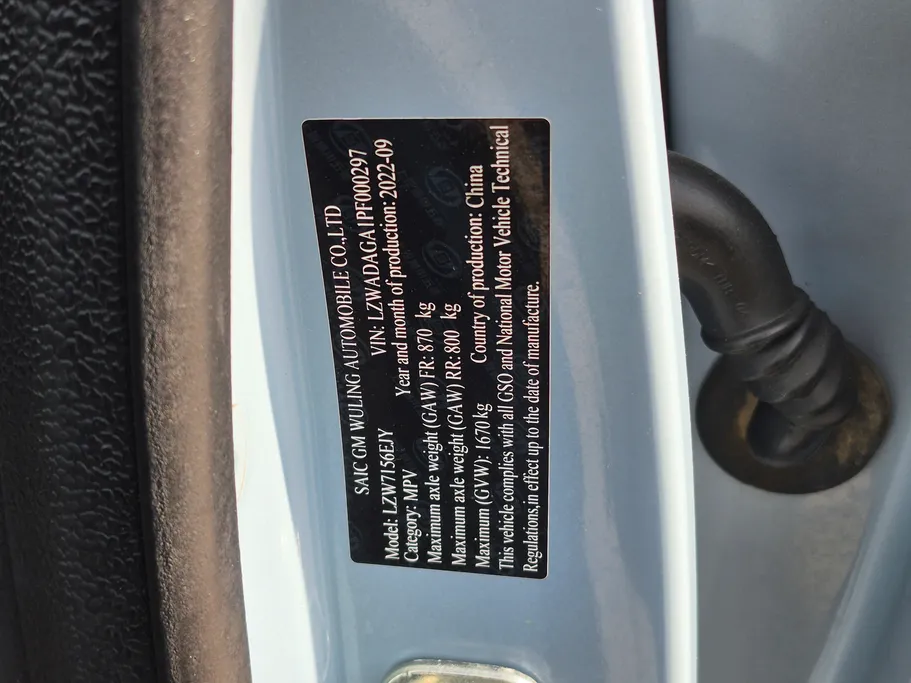 SAIC GM WULING AUTOMOBILE CO.,LTD
Model: LZW7156EJY VIN: LZWADAGA1PF000297
Category: MPV Year and month of production: 2022-09
Maximum axle weight (GAW) FR: 870 kg
Maximum axle weight (GAW) RR: 800 kg
Maximum (GVW): 1670kg Country of production: China
This vehicle complies with all GSO and National Motor Vehicle Technical
Regulations,in effect up to the date of manufacture.